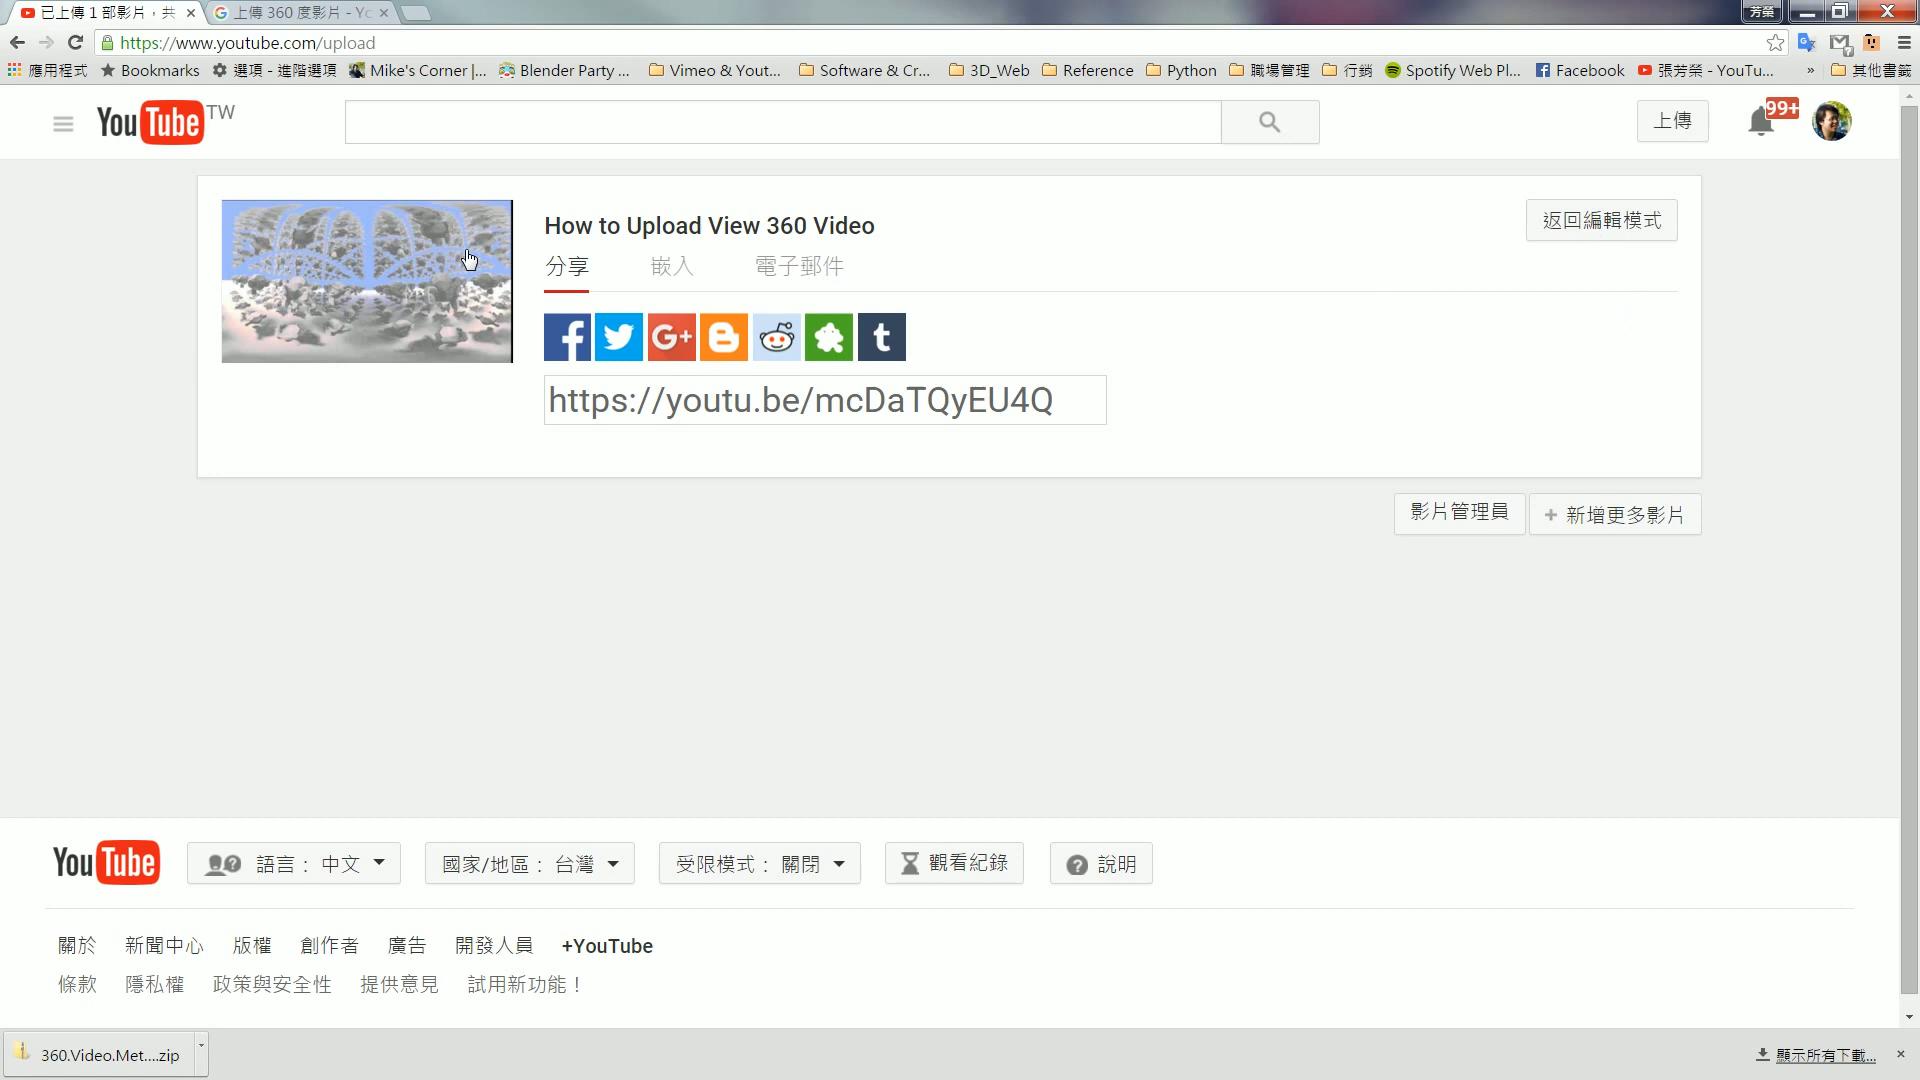 已上傳 1 部影片，共
上傳 360 度影片 - Yc
芳榮
https://www.youtube.com/upload
應用程式
Bookmarks
選項 - 進階選項
Mike's Corner |...
Blender Party ...
Vimeo & Yout...
Software & Cr...
3D_Web
Reference
Python
職場管理
行銷
Spotify Web Pl...
Facebook
張芳榮 - YouTu...
»
其他書籤
YouTube TW
上傳
99+
How to Upload View 360 Video
返回編輯模式
分享
嵌入
電子郵件
https://youtu.be/mcDaTQyEU4Q
影片管理員
+ 新增更多影片
YouTube
語言： 中文
國家/地區： 台灣
受限模式： 關閉
觀看紀錄
說明
關於 新聞中心 版權 創作者 廣告 開發人員 +YouTube
條款 隱私權 政策與安全性 提供意見 試用新功能！
360.Video.Met....zip
顯示所有下載...